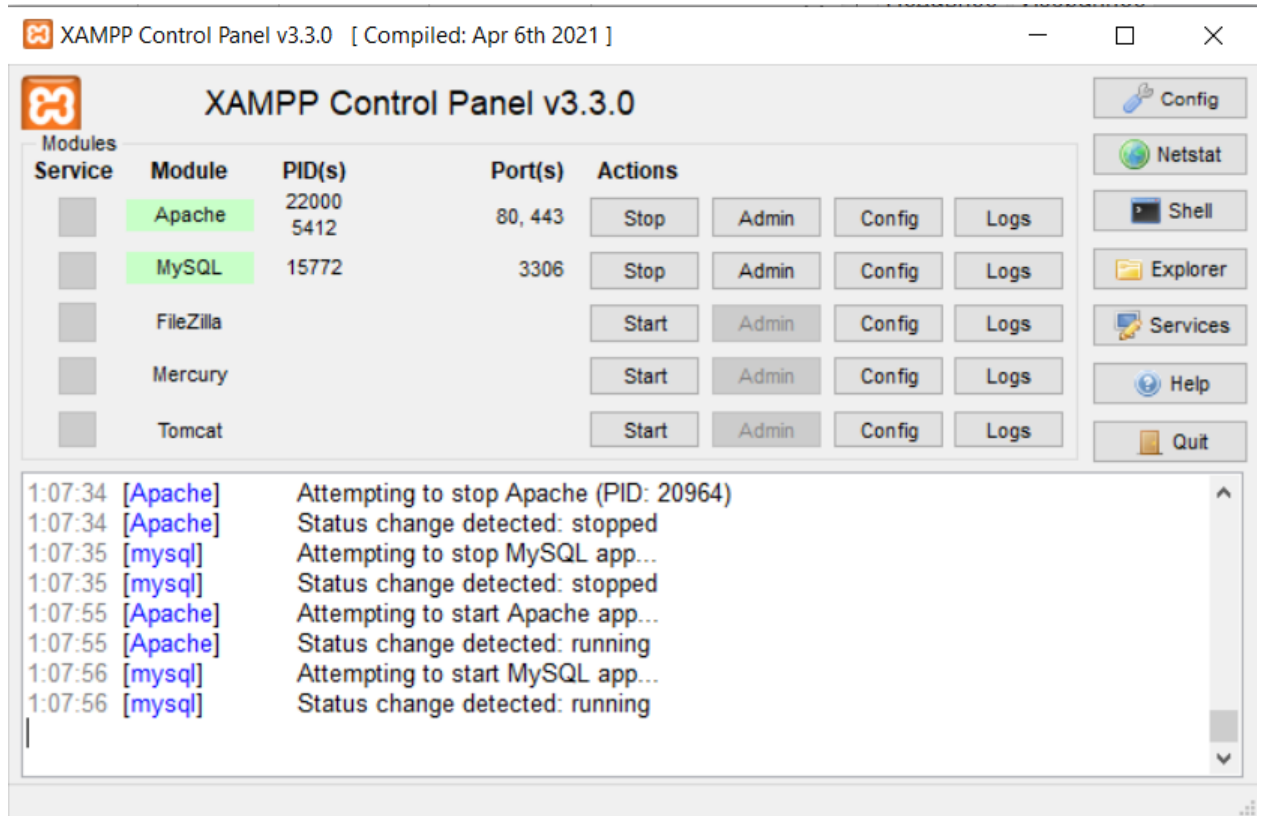 XAMPP Control Panel v3.3.0 [ Compiled: Apr 6th 2021 ]
XAMPP Control Panel v3.3.0
Config
Modules
Netstat
Service Module PID(s) Port(s) Actions
Shell
Apache 22000 5412 80, 443 Stop Admin Config Logs
MySQL 15772 3306 Stop Admin Config Logs
Explorer
FileZilla Start Admin Config Logs
Services
Mercury Start Admin Config Logs
Help
Tomcat Start Admin Config Logs
Quit
1:07:34 [Apache] Attempting to stop Apache (PID: 20964)
1:07:34 [Apache] Status change detected: stopped
1:07:35 [mysql] Attempting to stop MySQL app...
1:07:35 [mysql] Status change detected: stopped
1:07:55 [Apache] Attempting to start Apache app...
1:07:55 [Apache] Status change detected: running
1:07:56 [mysql] Attempting to start MySQL app...
1:07:56 [mysql] Status change detected: running